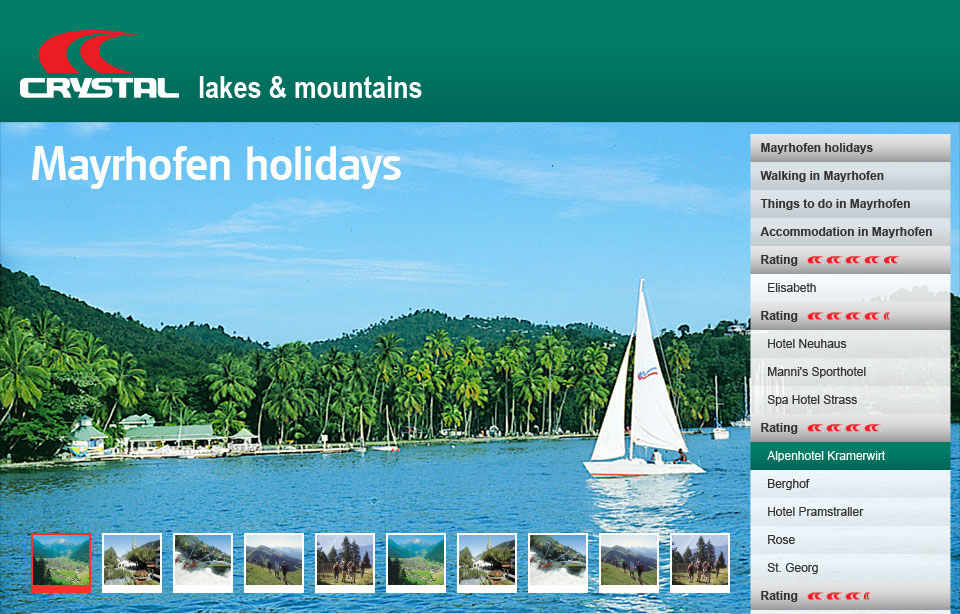 CRYSTAL lakes & mountains
Mayrhofen holidays
Mayrhofen holidays
Walking in Mayrhofen
Things to do in Mayrhofen
Accommodation in Mayrhofen
Rating
Elisabeth
Rating
Hotel Neuhaus
Manni's Sporthotel
Spa Hotel Strass
Rating
Alpenhotel Kramerwirt
Berghof
Hotel Pramstraller
Rose
St. Georg
Rating